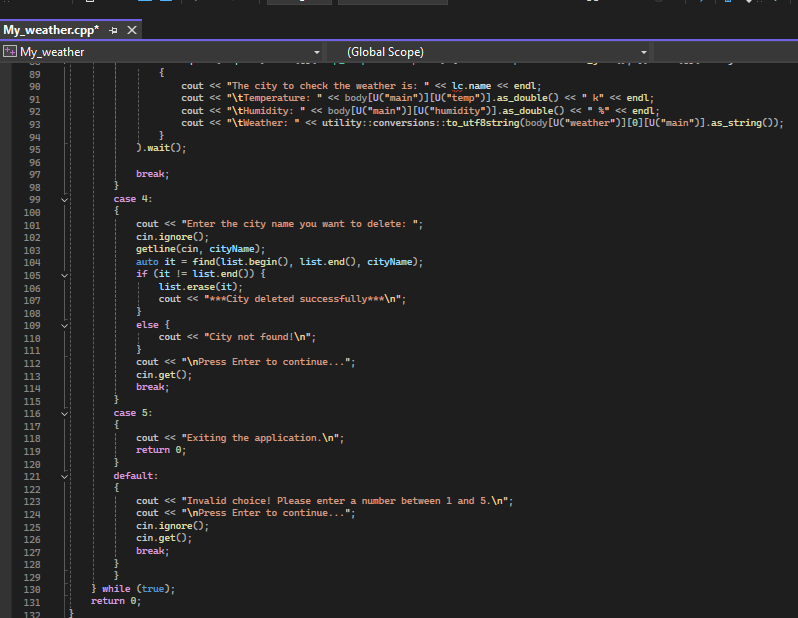 My_weather.cpp*
My_weather (Global Scope)
89 {
90 cout << "The city to check the weather is: " << lc.name << endl;
91 cout << "\tTemperature: " << body[U("main")][U("temp")].as_double() << " k" << endl;
92 cout << "\tHumidity: " << body[U("main")][U("humidity")].as_double() << " %" << endl;
93 cout << "\tWeather: " << utility::conversions::to_utf8string(body[U("weather")][0][U("main")].as_string());
94 }
95 ).wait();
96
97 break;
98 }
99 case 4:
100 {
101 cout << "Enter the city name you want to delete: ";
102 cin.ignore();
103 getline(cin, cityName);
104 auto it = find(list.begin(), list.end(), cityName);
105 if (it != list.end()) {
106 list.erase(it);
107 cout << "***City deleted successfully***\n";
108 }
109 else {
110 cout << "City not found!\n";
111 }
112 cout << "\nPress Enter to continue...";
113 cin.get();
114 break;
115 }
116 case 5:
117 {
118 cout << "Exiting the application.\n";
119 return 0;
120 }
121 default:
122 {
123 cout << "Invalid choice! Please enter a number between 1 and 5.\n";
124 cout << "\nPress Enter to continue...";
125 cin.ignore();
126 cin.get();
127 break;
128 }
129 }
130 } while (true);
131 return 0;
132 }